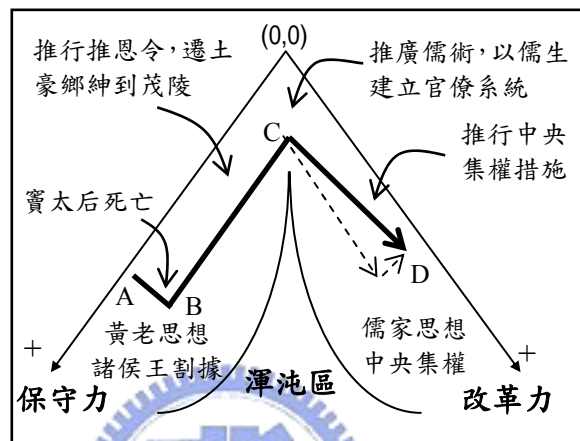 (0,0)
推行推恩令，遷土
豪鄉紳到茂陵
推廣儒術，以儒生
建立官僚系統
C
推行中央
集權措施
竇太后死亡
A
B
D
黃老思想
諸侯王割據
儒家思想
中央集權
+
保守力
渾沌區
+
改革力